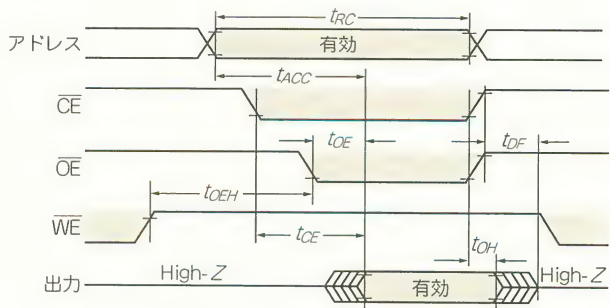 tRC
アドレス 有効
tACC
CE
tOE tDF
OE
tOEH
WE
tCE tOH
High-Z High-Z
出力 有効